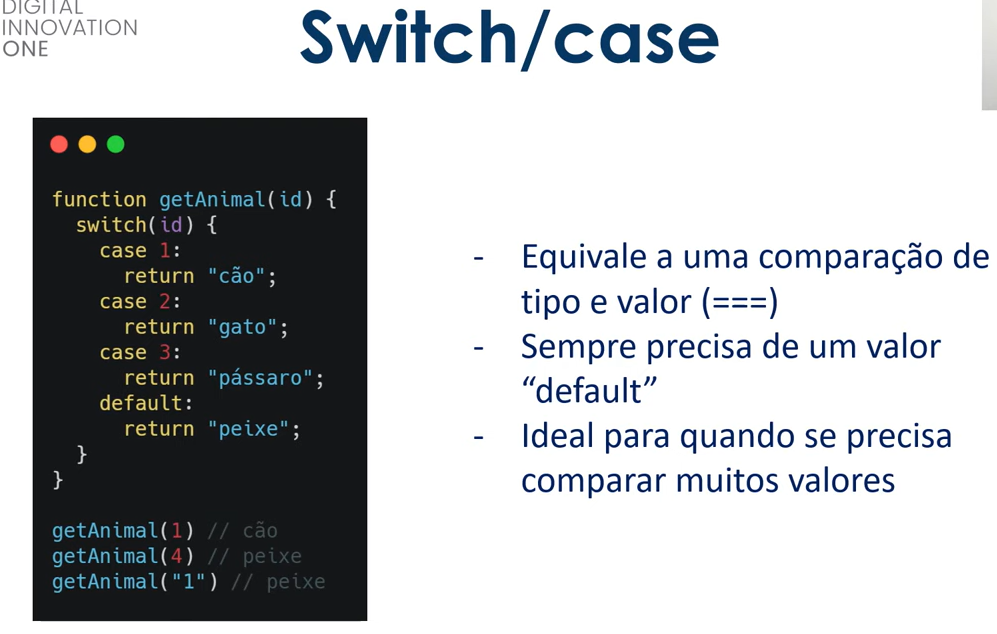 DIGITAL
INNOVATION
ONE
Switch/case
function getAnimal(id) {
  switch(id) {
    case 1:
      return "cão";
    case 2:
      return "gato";
    case 3:
      return "pássaro";
    default:
      return "peixe";
  }
}
getAnimal(1) // cão
getAnimal(4) // peixe
getAnimal("1") // peixe
- Equivale a uma comparação de
tipo e valor (===)
- Sempre precisa de um valor
“default”
- Ideal para quando se precisa
comparar muitos valores